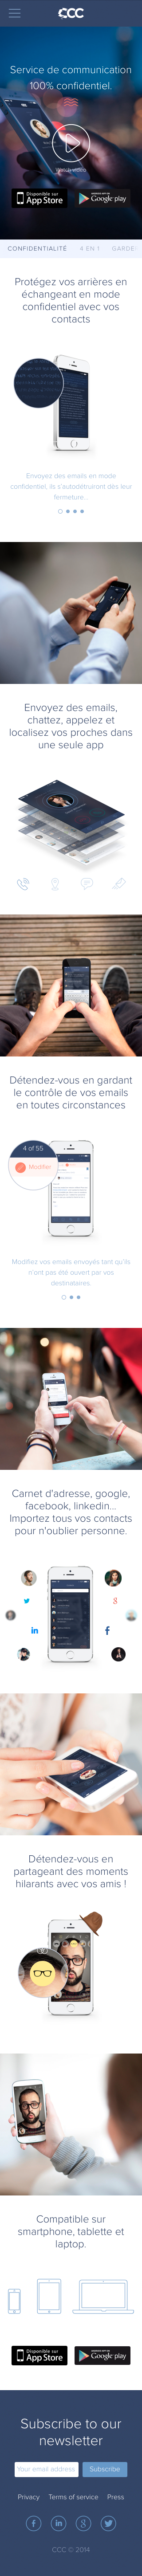 CCC
Service de communication
100% confidentiel.
Watch video
Disponible sur
App Store
Google play
CONFIDENTIALITÉ 4 EN 1 GARDE
Protégez vos arrières en
échangeant en mode
confidentiel avec vos
contacts
Envoyez des emails en mode
confidentiel, ils s'autodétruiront dès leur
fermeture...
Envoyez des emails,
chattez, appelez et
localisez vos proches dans
une seule app
Détendez-vous en gardant
le contrôle de vos emails
en toutes circonstances
4 of 55
Modifier
Modifiez vos emails envoyés tant qu'ils
n'ont pas été ouvert par vos
destinataires.
Carnet d'adresse, google,
facebook, linkedin...
Importez tous vos contacts
pour n'oublier personne.
Détendez-vous en
partageant des moments
hilarants avec vos amis !
Compatible sur
smartphone, tablette et
laptop.
Disponible sur
App Store
Google play
Subscribe to our
newsletter
Your email address Subscribe
Privacy Terms of service Press
CCC © 2014